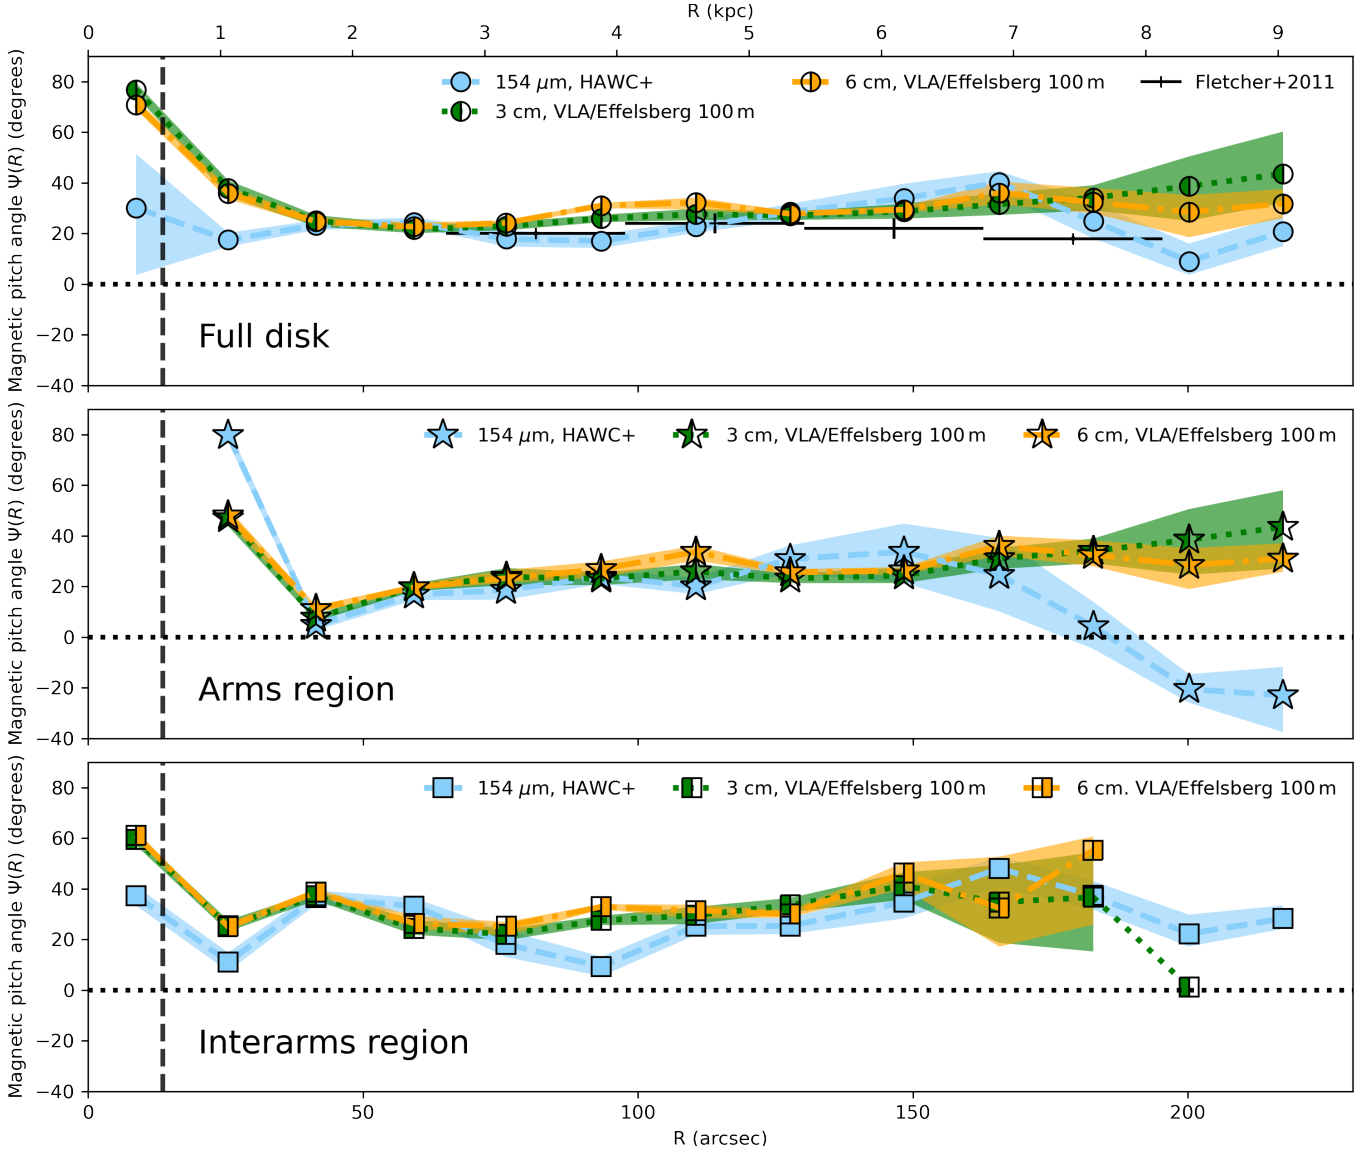 R (kpc)
0 1 2 3 4 5 6 7 8 9
154 μm, HAWC+
6 cm, VLA/Effelsberg 100 m
Fletcher+2011
3 cm, VLA/Effelsberg 100 m
Magnetic pitch angle Ψ(R) (degrees)
80
60
40
20
0
−20
−40
Full disk
154 μm, HAWC+
3 cm, VLA/Effelsberg 100 m
6 cm, VLA/Effelsberg 100 m
Magnetic pitch angle Ψ(R) (degrees)
80
60
40
20
0
−20
−40
Arms region
154 μm, HAWC+
3 cm, VLA/Effelsberg 100 m
6 cm. VLA/Effelsberg 100 m
Magnetic pitch angle Ψ(R) (degrees)
80
60
40
20
0
−20
−40
Interarms region
0 50 100 150 200
R (arcsec)